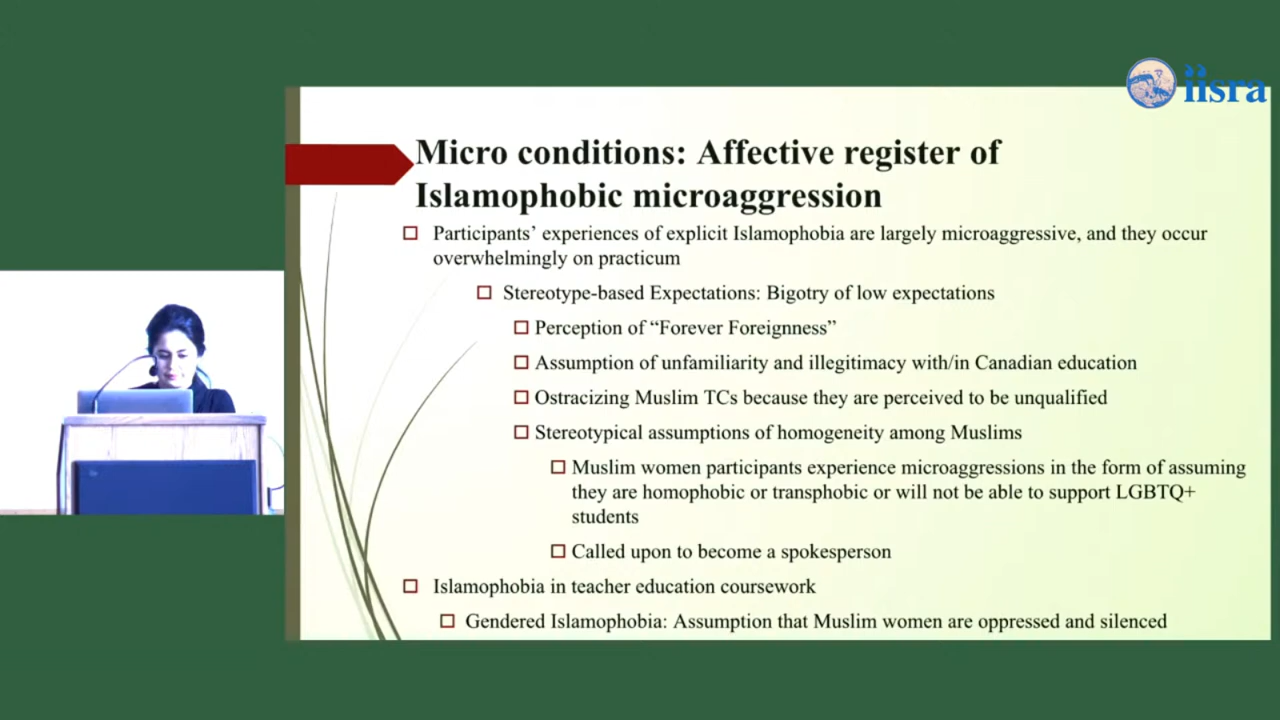 iisra
Micro conditions: Affective register of
Islamophobic microaggression
Participants’ experiences of explicit Islamophobia are largely microaggressive, and they occur
overwhelmingly on practicum
Stereotype-based Expectations: Bigotry of low expectations
Perception of “Forever Foreignness”
Assumption of unfamiliarity and illegitimacy with/in Canadian education
Ostracizing Muslim TCs because they are perceived to be unqualified
Stereotypical assumptions of homogeneity among Muslims
Muslim women participants experience microaggressions in the form of assuming
they are homophobic or transphobic or will not be able to support LGBTQ+
students
Called upon to become a spokesperson
Islamophobia in teacher education coursework
Gendered Islamophobia: Assumption that Muslim women are oppressed and silenced